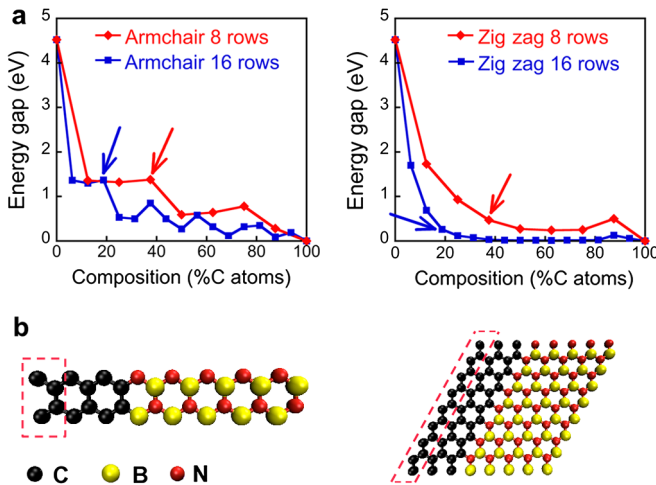 a
Armchair 8 rows
Armchair 16 rows
Energy gap (eV)
5
4
3
2
1
0
0 20 40 60 80 100
Composition (%C atoms)
Zig zag 8 rows
Zig zag 16 rows
Energy gap (eV)
5
4
3
2
1
0
0 20 40 60 80 100
Composition (%C atoms)
b
C B N